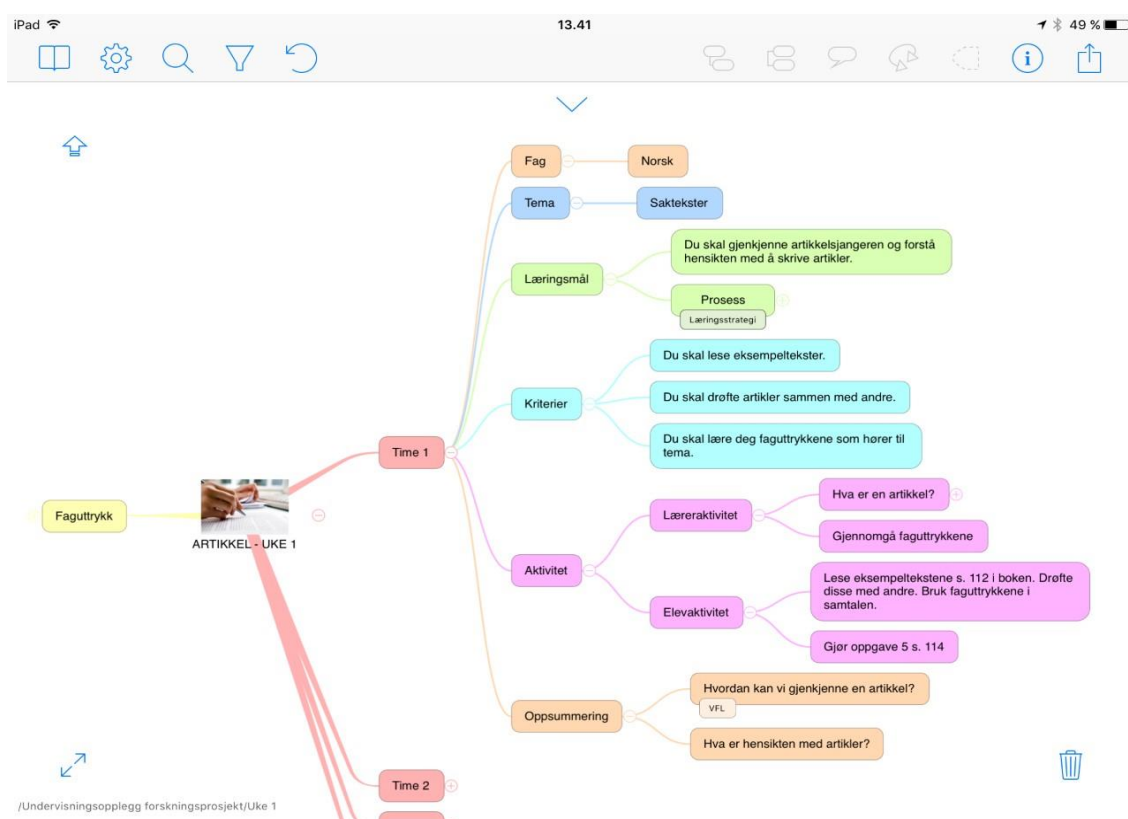 iPad 13.41 49 %
Fag
Norsk
Tema
Saktekster
Læringsmål
Du skal gjenkjenne artikkelsjangeren og forstå
hensikten med å skrive artikler.
Prosess
Læringsstrategi
Kriterier
Du skal lese eksempeltekster.
Du skal drøfte artikler sammen med andre.
Du skal lære deg faguttrykkene som hører til
tema.
Time 1
Faguttrykk
ARTIKKEL - UKE 1
Aktivitet
Læreraktivitet
Hva er en artikkel?
Gjennomgå faguttrykkene
Elevaktivitet
Lese eksempeltekstene s. 112 i boken. Drøfte
disse med andre. Bruk faguttrykkene i
samtalen.
Gjør oppgave 5 s. 114
Oppsummering
Hvordan kan vi gjenkjenne en artikkel?
VFL
Hva er hensikten med artikler?
Time 2
/Undervisningsopplegg forskningsprosjekt/Uke 1